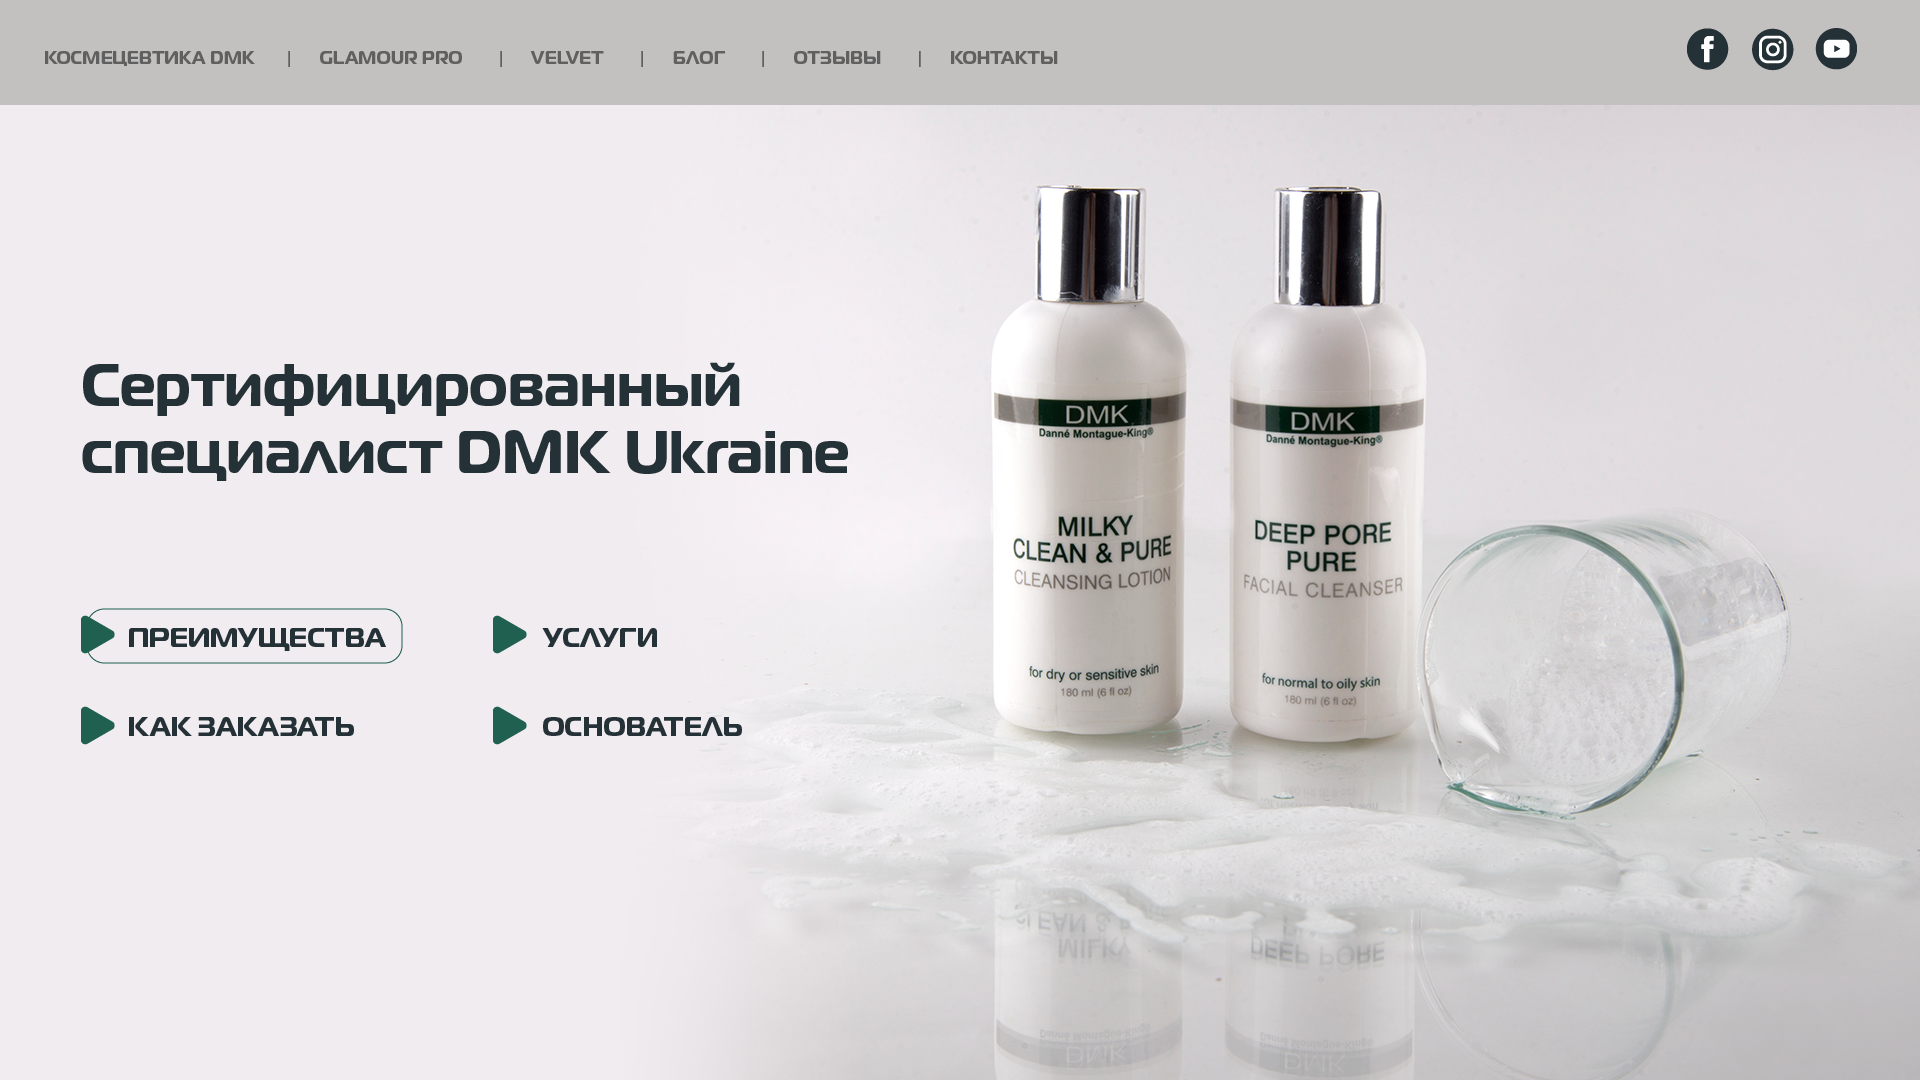 КОСМЕЦЕВТИКА DMK | GLAMOUR PRO | VELVET | БЛОГ | ОТЗЫВЫ | КОНТАКТЫ
Сертифицированный
специалист DMK Ukraine
ПРЕИМУЩЕСТВА
УСЛУГИ
КАК ЗАКАЗАТЬ
ОСНОВАТЕЛЬ
DMK
Danné Montague-King®
MILKY
CLEAN & PURE
CLEANSING LOTION
for dry or sensitive skin
180 ml (6 fl oz)
DMK
Danné Montague-King®
DEEP PORE
PURE
FACIAL CLEANSER
for normal to oily skin
180 ml (6 fl oz)